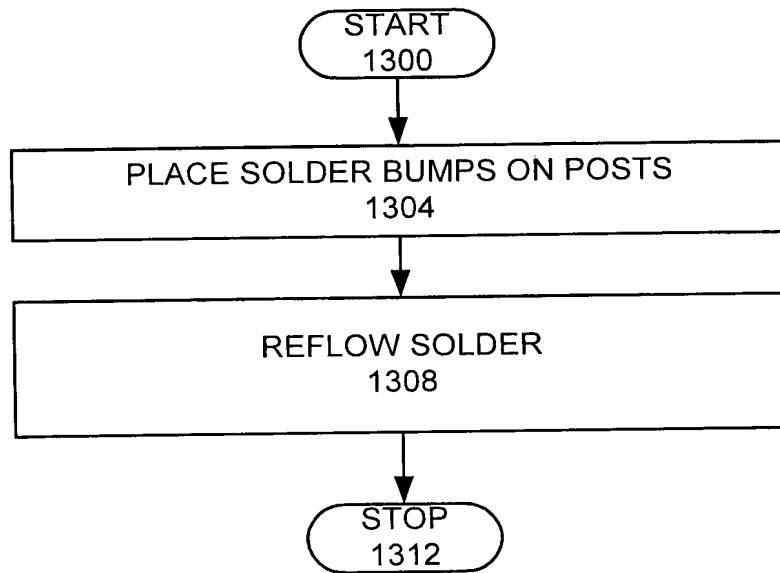 START
1300
PLACE SOLDER BUMPS ON POSTS
1304
REFLOW SOLDER
1308
STOP
1312